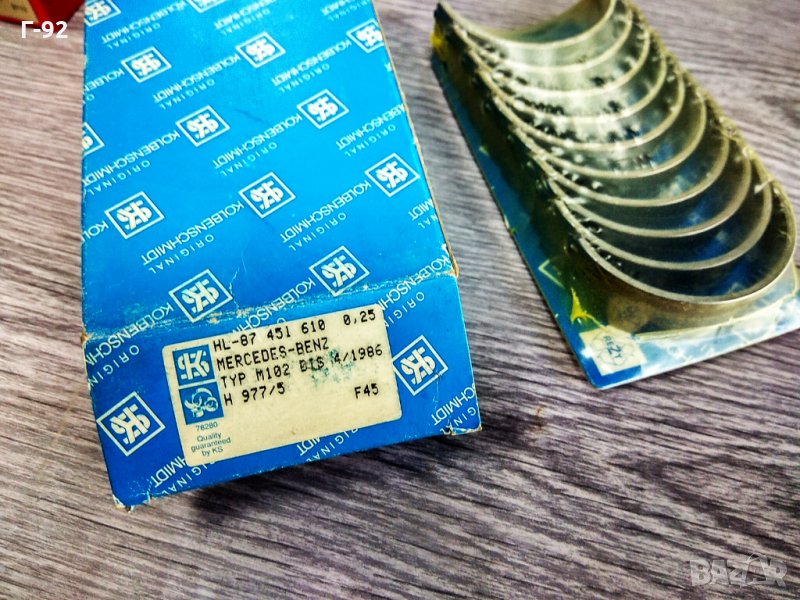 Г-92
ORIGINAL
KOLBENSCHMIDT
HL-87 451 610 0,25
MERCEDES-BENZ
TYP M102 BIS 4/1986
H 977/5 F45
76280
Quality
guaranteed
by KS
BAZAR